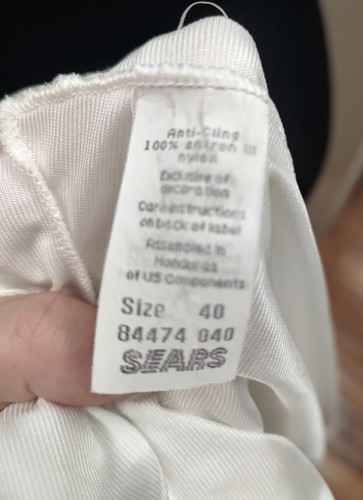 Anti-Cling
100% antron III
nylon
Exclusive of
decoration
Care instructions
on back of label
Assembled in
Honduras
of US Components
Size 40
84474 040
SEARS